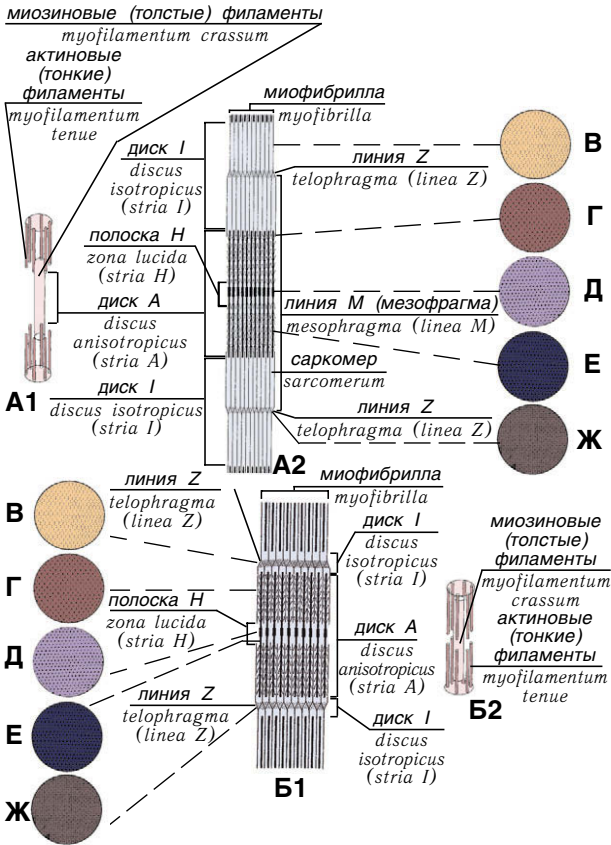 миозиновые (толстые) филаменты
myofilamentum crassum
актиновые
(тонкие)
филаменты
myofilamentum
tenue
миофибрилла
myofibrilla
диск I
discus
isotropicus
(stria I)
линия Z
telophragma (linea Z)
В
Г
полоска H
zona lucida
(stria H)
Д
диск A
discus
anisotropicus
(stria A)
линия M (мезофрагма)
mesophragma (linea M)
саркомер
sarcomerum
Е
диск I
discus isotropicus
(stria I)
линия Z
telophragma (linea Z)
Ж
А1
А2
линия Z
telophragma
(linea Z)
миофибрилла
myofibrilla
В
диск I
discus
isotropicus
(stria I)
Г
полоска H
zona lucida
(stria H)
Д
диск A
discus
anisotropicus
(stria A)
линия Z
telophragma
(linea Z)
Е
диск I
discus
isotropicus
(stria I)
Ж
Б1
миозиновые
(толстые)
филаменты
myofilamentum
crassum
актиновые
(тонкие)
филаменты
myofilamentum
tenue
Б2